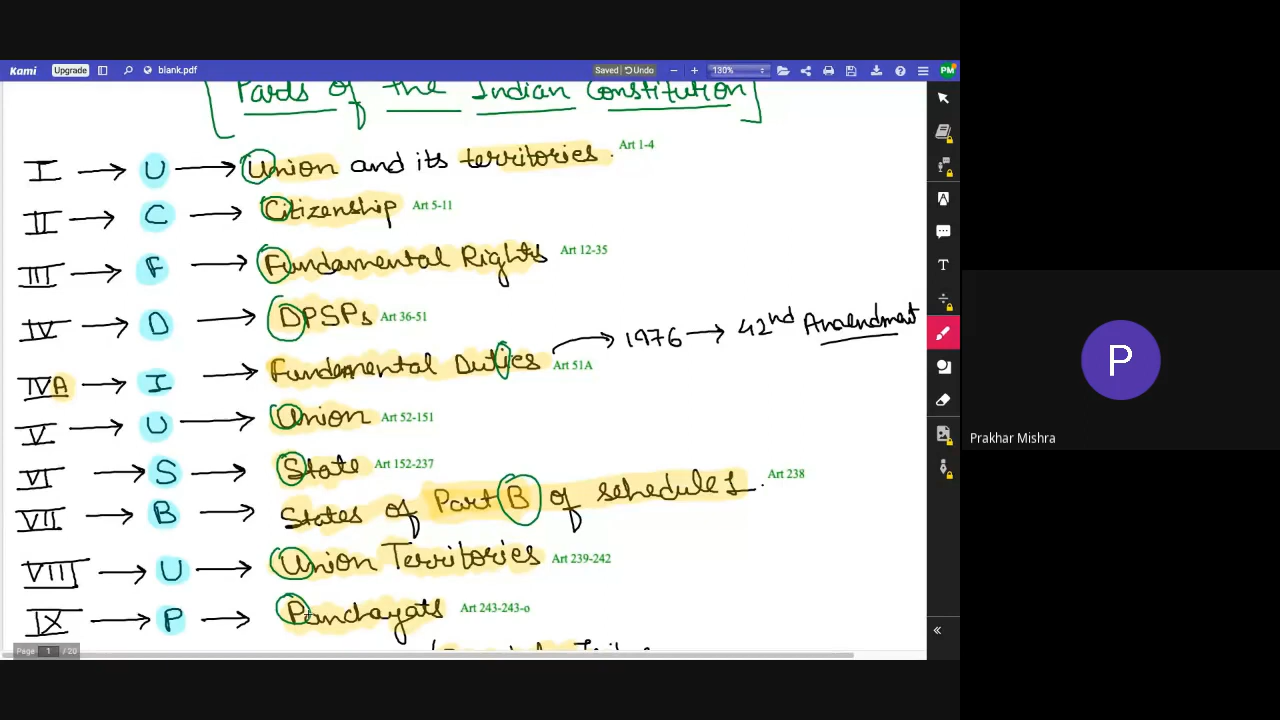 Kami Upgrade blank.pdf Saved Undo 130% PM
Parts of the Indian Constitution
I → U → Union and its territories. Art 1-4
II → C → Citizenship Art 5-11
III → F → Fundamental Rights Art 12-35
IV → D → DPSPs Art 36-51
→ 1976 → 42nd Amendment
IVA → I → Fundamental Duties Art 51A
V → U → Union Art 52-151
VI → S → State Art 152-237
VII → B → States of Part B of schedule 1. Art 238
VIII → U → Union Territories Art 239-242
IX → P → Panchayats Art 243-243-o
Page 1 / 20
P
Prakhar Mishra